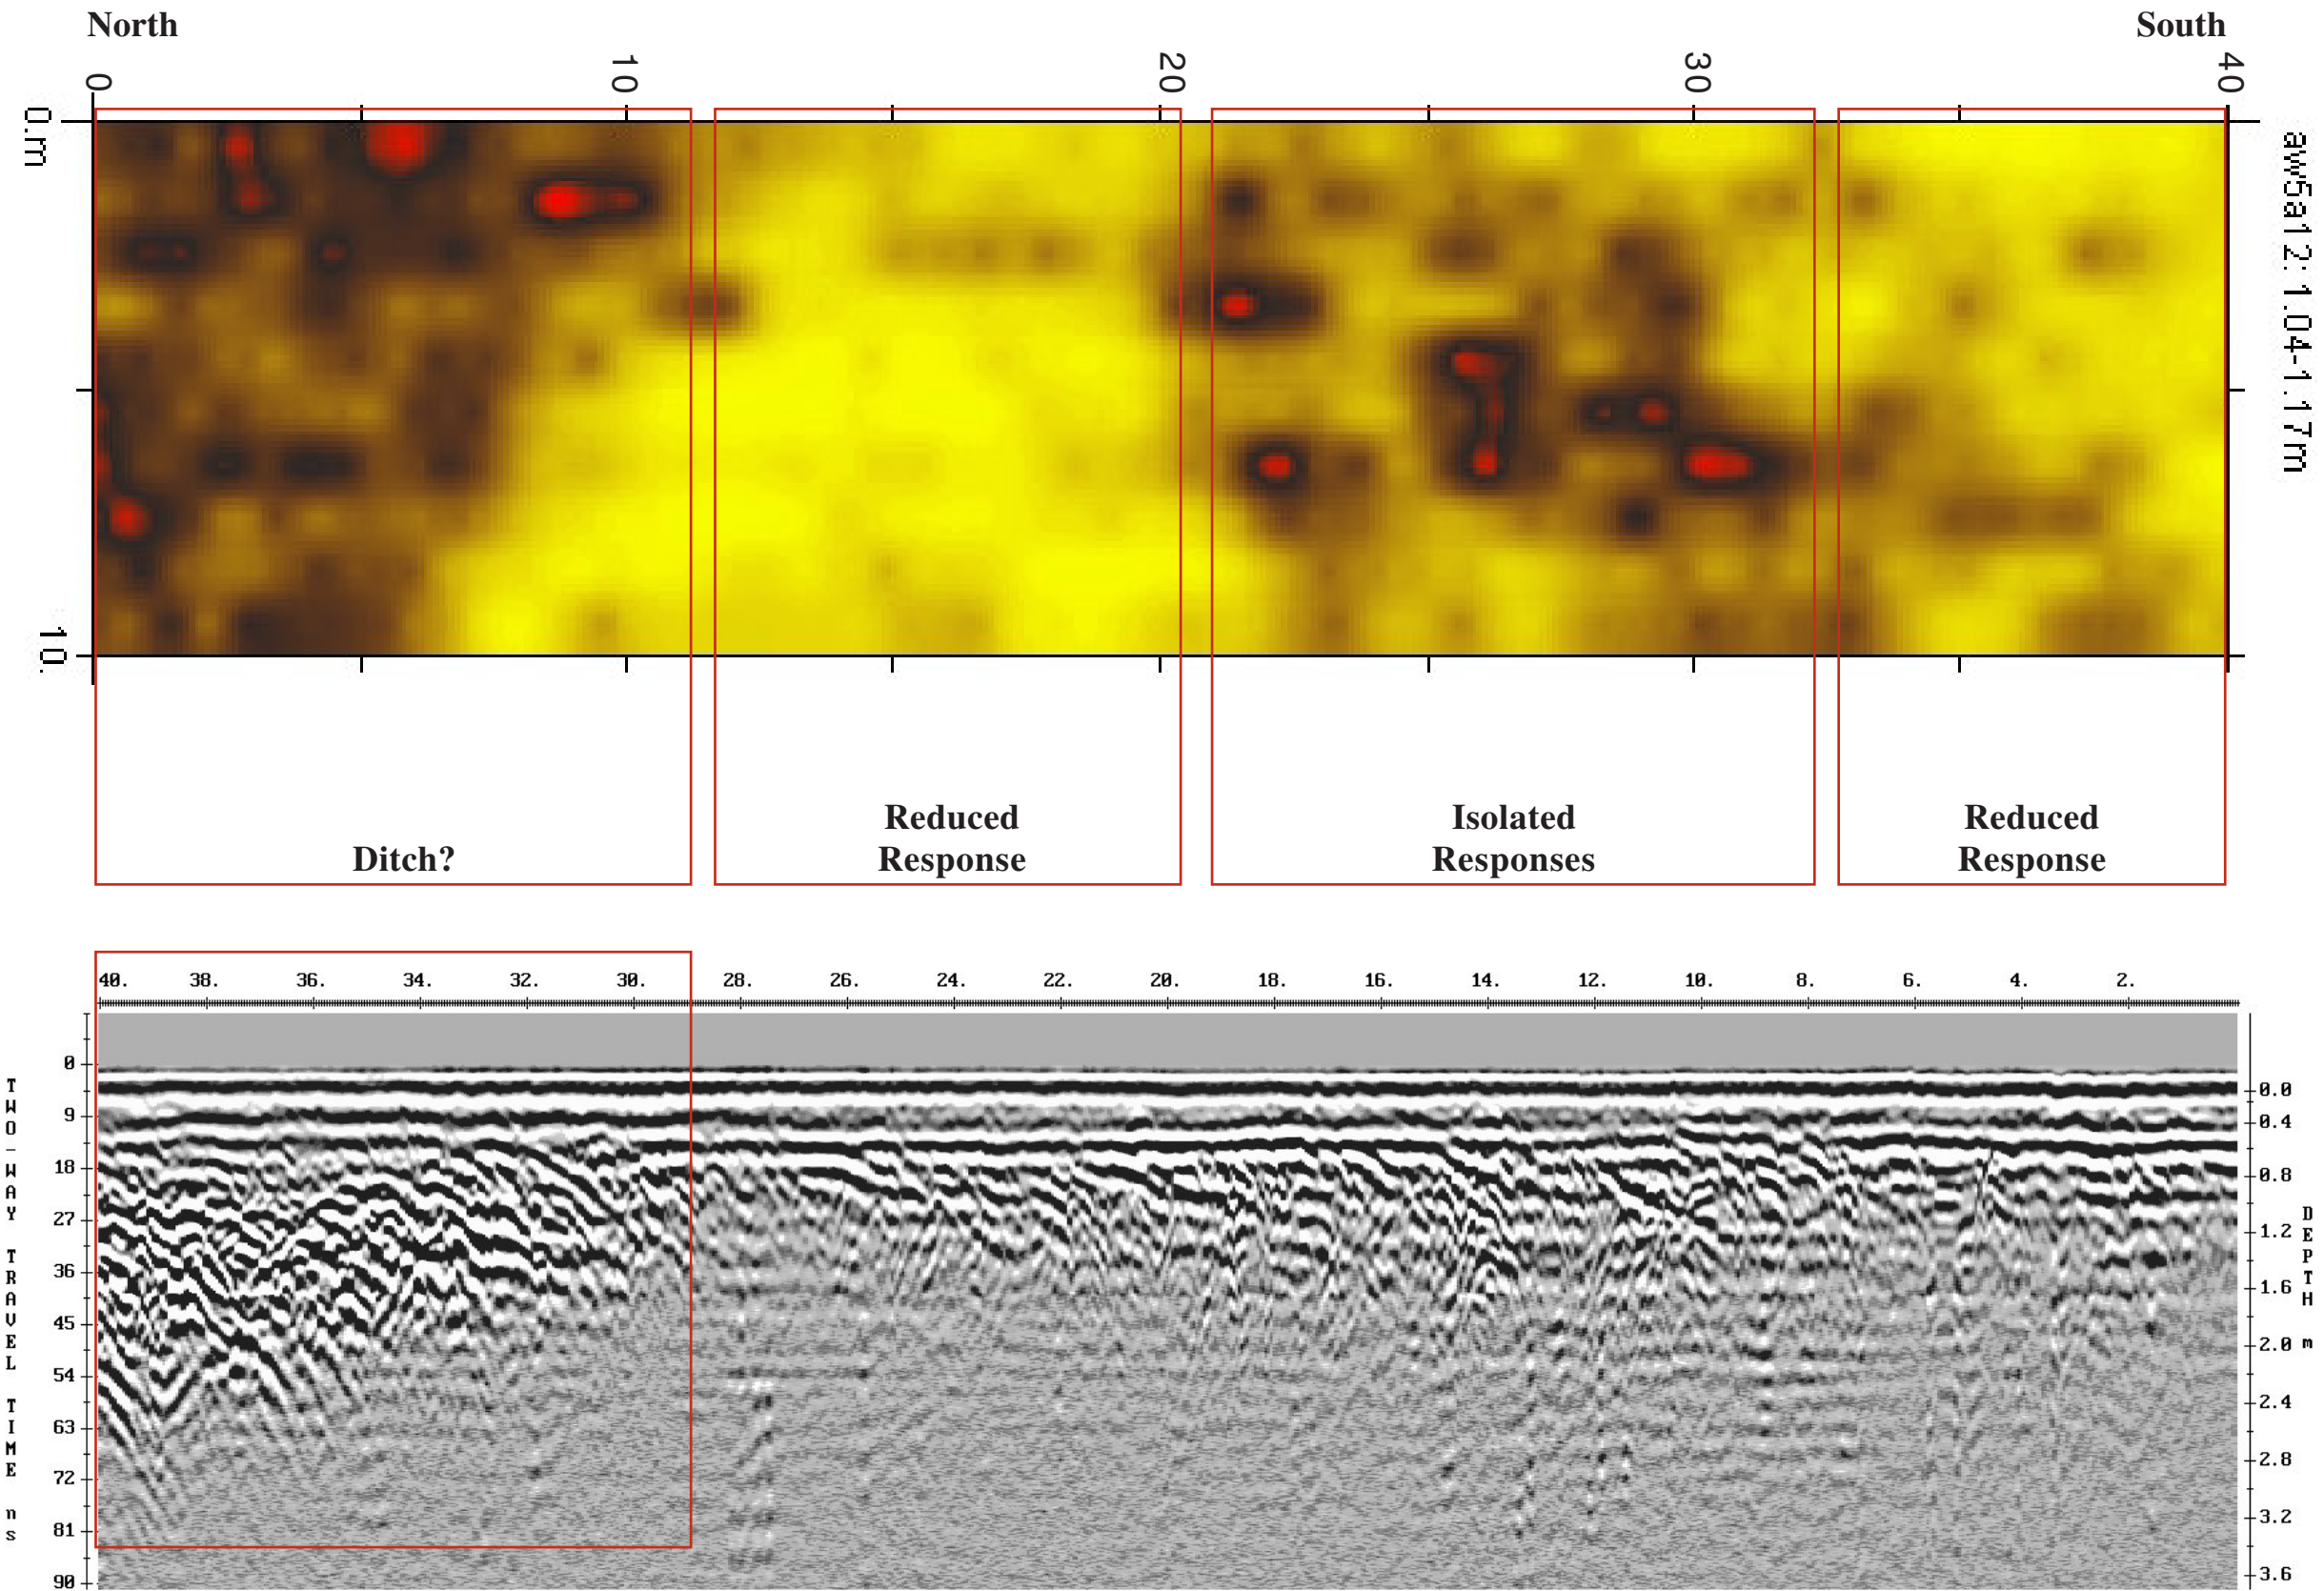 North
South
0 10 20 30 40
0.m
10.
aw5a12:1.04-1.17m
Ditch?
Reduced
Response
Isolated
Responses
Reduced
Response
40. 38. 36. 34. 32. 30. 28. 26. 24. 22. 20. 18. 16. 14. 12. 10. 8. 6. 4. 2.
TWO-WAY TRAVEL TIME ns
0
9
18
27
36
45
54
63
72
81
90
0.0
0.4
0.8
1.2
1.6
2.0
2.4
2.8
3.2
3.6
DEPTH m